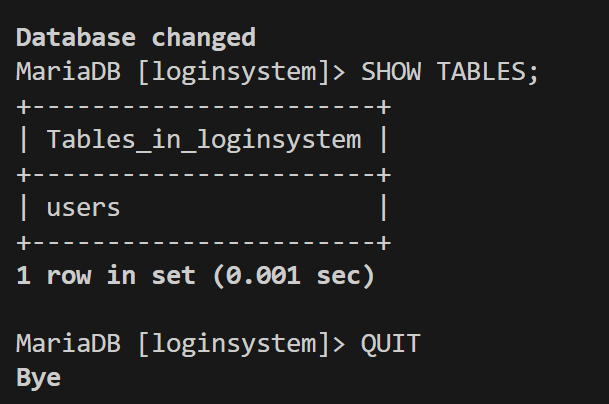 Database changed
MariaDB [loginsystem]> SHOW TABLES;
+------------------------+
| Tables_in_loginsystem |
+------------------------+
| users                 |
+------------------------+
1 row in set (0.001 sec)

MariaDB [loginsystem]> QUIT
Bye